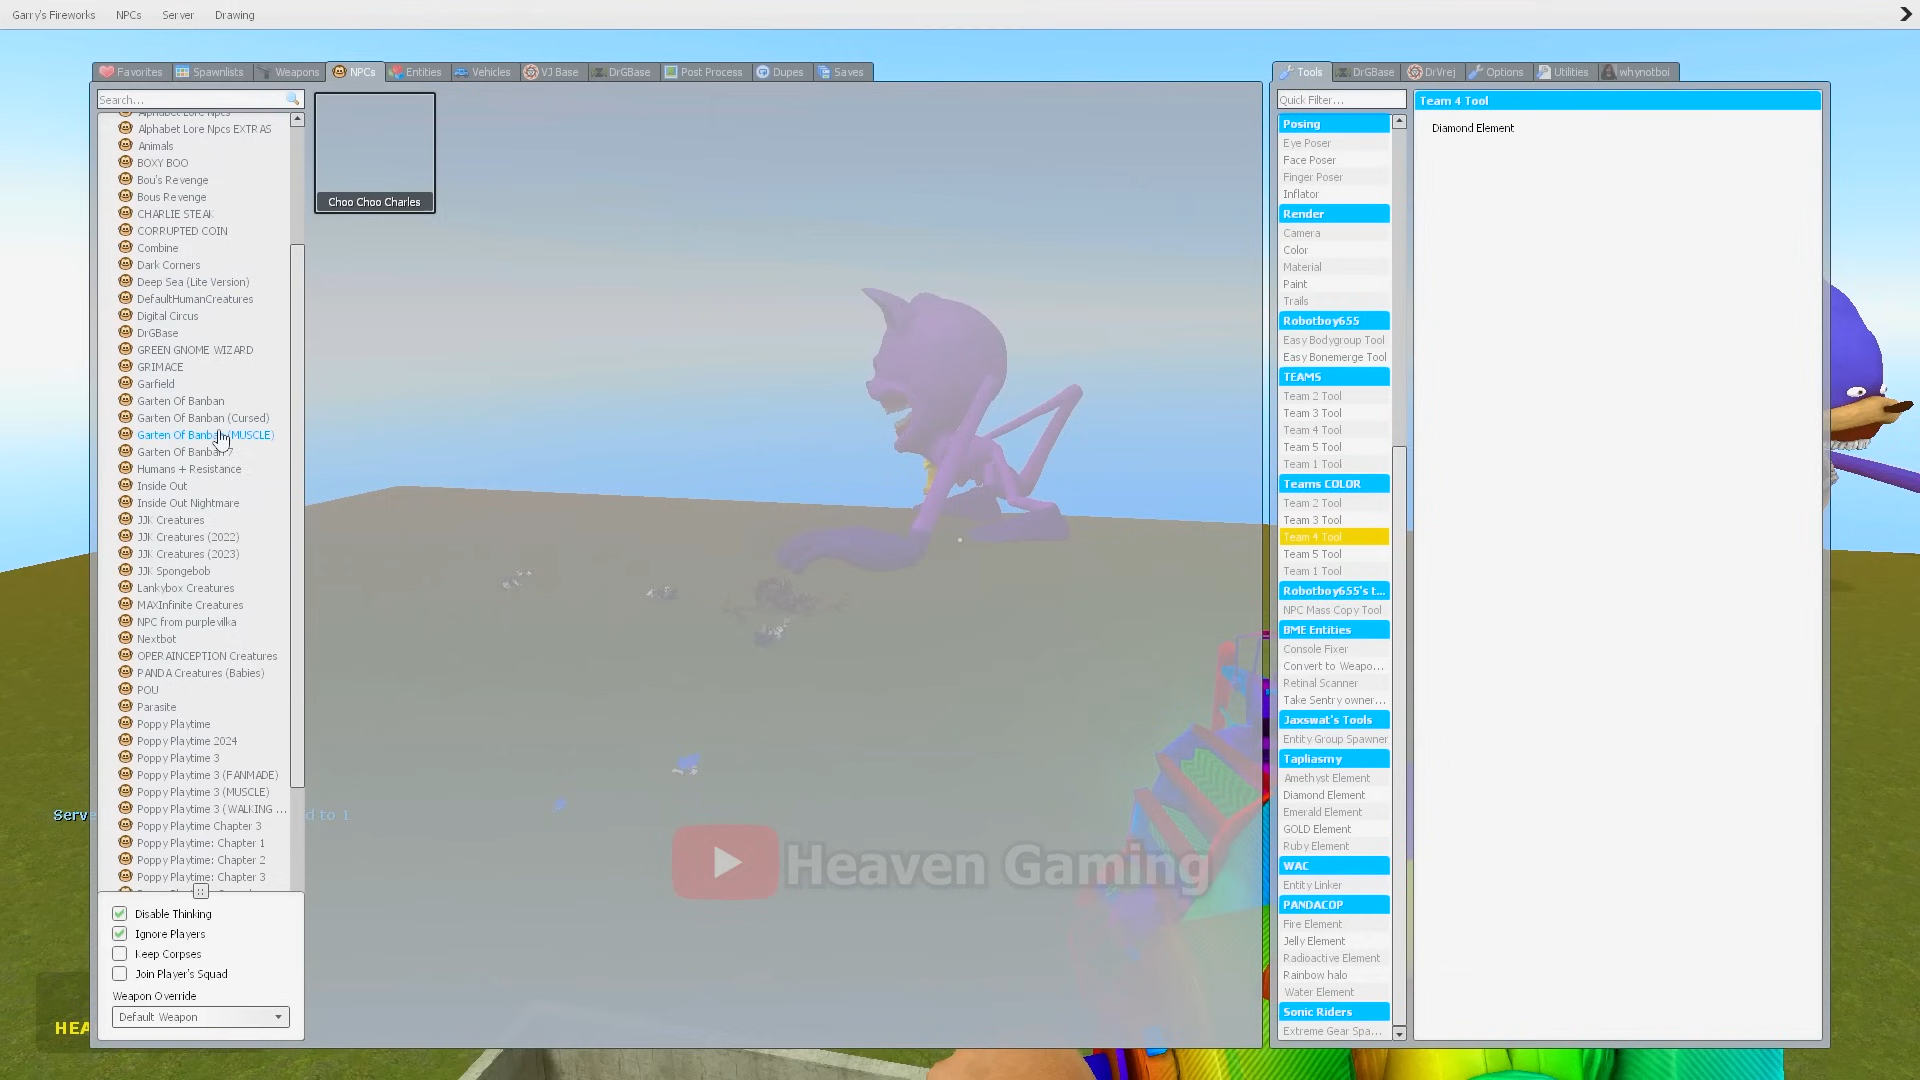 Garry's Fireworks NPCs Server Drawing
Favorites Spawnlists Weapons NPCs Entities Vehicles VJ Base DrGBase Post Process Dupes Saves
Search...
Alphabet Lore Npcs
Alphabet Lore Npcs EXTRAS
Animals
BOXY BOO
Bou's Revenge
Bous Revenge
CHARLIE STEAK
CORRUPTED COIN
Combine
Dark Corners
Deep Sea (Lite Version)
DefaultHumanCreatures
Digital Circus
DrGBase
GREEN GNOME WIZARD
GRIMACE
Garfield
Garten Of Banban
Garten Of Banban (Cursed)
Garten Of Banban (MUSCLE)
Garten Of Banban 7
Humans + Resistance
Inside Out
Inside Out Nightmare
JJK Creatures
JJK Creatures (2022)
JJK Creatures (2023)
JJK Spongebob
Lankybox Creatures
MAXInfinite Creatures
NPC from purplevilka
Nextbot
OPERAINCEPTION Creatures
PANDA Creatures (Babies)
POU
Parasite
Poppy Playtime
Poppy Playtime 2024
Poppy Playtime 3
Poppy Playtime 3 (FANMADE)
Poppy Playtime 3 (MUSCLE)
Poppy Playtime 3 (WALKING ...
Poppy Playtime Chapter 3
Poppy Playtime: Chapter 1
Poppy Playtime: Chapter 2
Poppy Playtime: Chapter 3
Disable Thinking
Ignore Players
Keep Corpses
Join Player's Squad
Weapon Override
Default Weapon
Choo Choo Charles
Serve
d to 1
HEA
Heaven Gaming
Tools DrGBase DrVrej Options Utilities whynotboi
Quick Filter...
Posing
Eye Poser
Face Poser
Finger Poser
Inflator
Render
Camera
Color
Material
Paint
Trails
Robotboy655
Easy Bodygroup Tool
Easy Bonemerge Tool
TEAMS
Team 2 Tool
Team 3 Tool
Team 4 Tool
Team 5 Tool
Team 1 Tool
Teams COLOR
Team 2 Tool
Team 3 Tool
Team 4 Tool
Team 5 Tool
Team 1 Tool
Robotboy655's t...
NPC Mass Copy Tool
BME Entities
Console Fixer
Convert to Weapo...
Retinal Scanner
Take Sentry owner...
Jaxswat's Tools
Entity Group Spawner
Tapliasmy
Amethyst Element
Diamond Element
Emerald Element
GOLD Element
Ruby Element
WAC
Entity Linker
PANDACOP
Fire Element
Jelly Element
Radioactive Element
Rainbow halo
Water Element
Sonic Riders
Extreme Gear Spa...
Team 4 Tool
Diamond Element